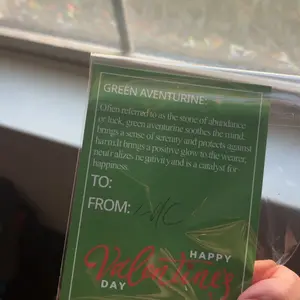 GREEN AVENTURINE:
Often referred to as the stone of abundance
or luck, green aventurine soothes the mind,
brings a sense of serenity and protects against
harm.It brings a positive glow to the wearer,
neutralizes negativity and is a catalyst for
happiness.
TO:
FROM:
HAPPY
Valentines
DAY